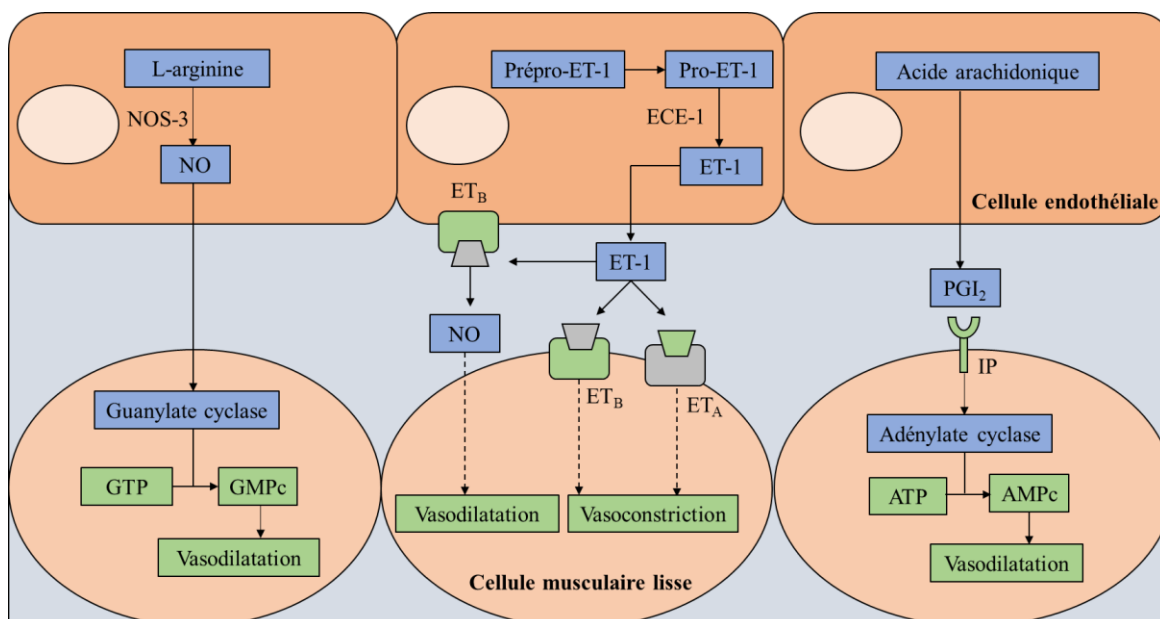 L-arginine
NOS-3
NO
Guanylate cyclase
GTP
GMPc
Vasodilatation
Prépro-ET-1
Pro-ET-1
ECE-1
ET-1
ETB
ET-1
NO
ETB
ETA
Vasodilatation
Vasoconstriction
Cellule musculaire lisse
Acide arachidonique
Cellule endothéliale
PGI2
IP
Adénylate cyclase
ATP
AMPc
Vasodilatation